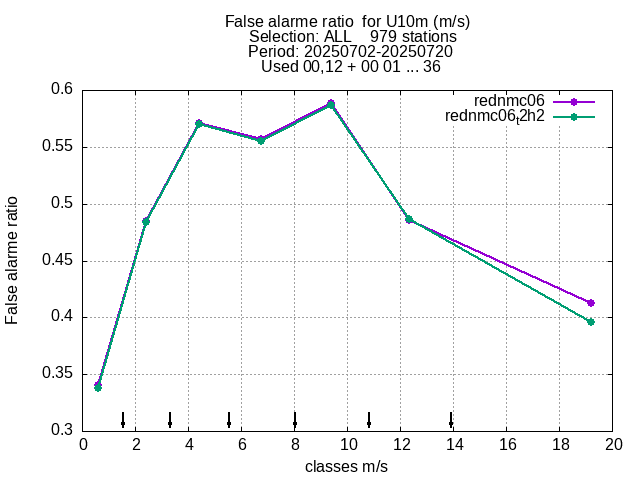 False alarme ratio  for U10m (m/s)
Selection: ALL    979 stations
Period: 20250702-20250720
Used 00,12 + 00 01 ... 36
rednmc06
rednmc06_t2h2
False alarme ratio
0.6
0.55
0.5
0.45
0.4
0.35
0.3
0 2 4 6 8 10 12 14 16 18 20
classes m/s